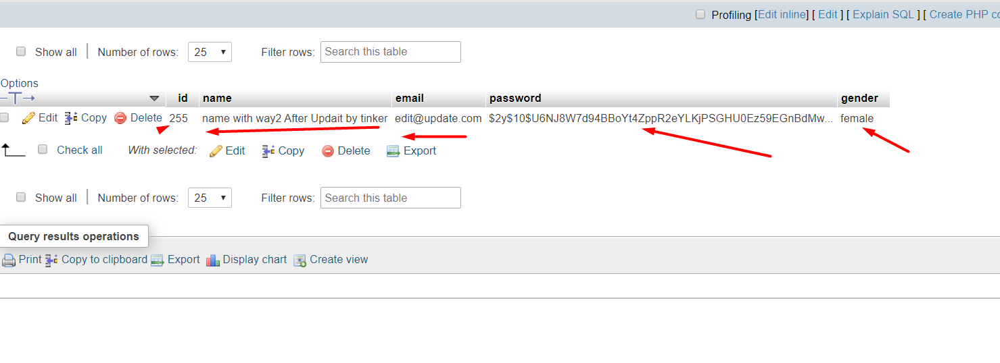 Profiling [Edit inline] [ Edit ] [ Explain SQL ] [ Create PHP co
Show all Number of rows: 25 Filter rows: Search this table
Options
id name email password gender
Edit Copy Delete 255 name with way2 After Updait by tinker edit@update.com $2y$10$U6NJ8W7d94BBoYt4ZppR2eYLKjPSGHU0Ez59EGnBdMw... female
Check all With selected: Edit Copy Delete Export
Show all Number of rows: 25 Filter rows: Search this table
Query results operations
Print Copy to clipboard Export Display chart Create view